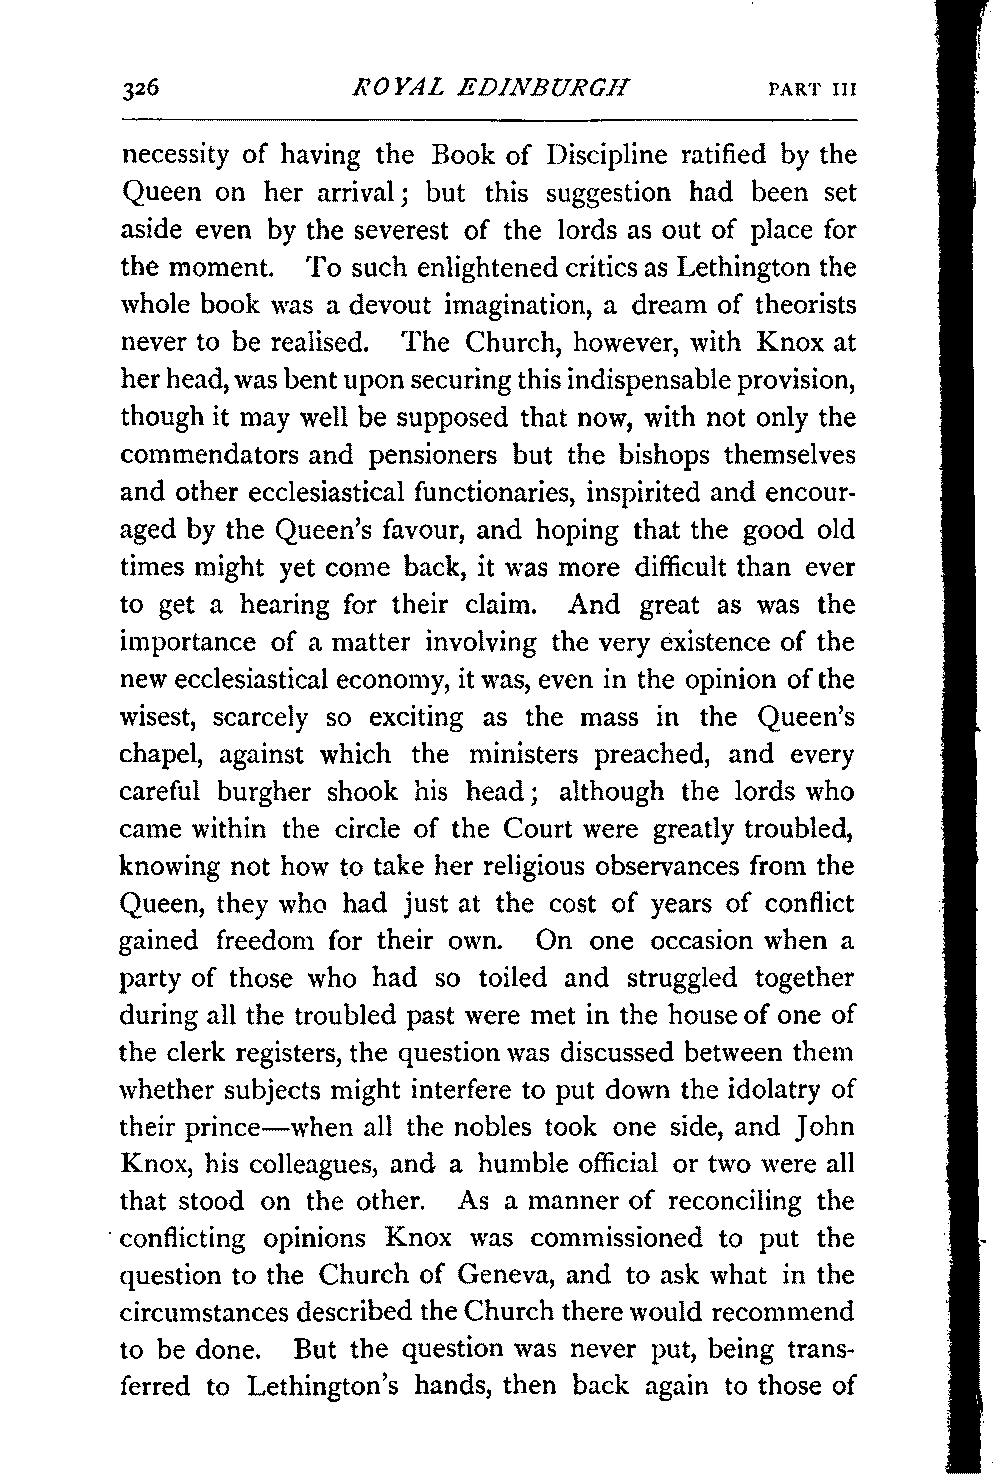 326 ROYAL EDINBURGH PART III
necessity of having the Book of Discipline ratified by the
Queen on her arrival; but this suggestion had been set
aside even by the severest of the lords as out of place for
the moment. To such enlightened critics as Lethington the
whole book was a devout imagination, a dream of theorists
never to be realised. The Church, however, with Knox at
her head, was bent upon securing this indispensable provision,
though it may well be supposed that now, with not only the
commendators and pensioners but the bishops themselves
and other ecclesiastical functionaries, inspirited and encour-
aged by the Queen's favour, and hoping that the good old
times might yet come back, it was more difficult than ever
to get a hearing for their claim. And great as was the
importance of a matter involving the very existence of the
new ecclesiastical economy, it was, even in the opinion of the
wisest, scarcely so exciting as the mass in the Queen's
chapel, against which the ministers preached, and every
careful burgher shook his head; although the lords who
came within the circle of the Court were greatly troubled,
knowing not how to take her religious observances from the
Queen, they who had just at the cost of years of conflict
gained freedom for their own. On one occasion when a
party of those who had so toiled and struggled together
during all the troubled past were met in the house of one of
the clerk registers, the question was discussed between them
whether subjects might interfere to put down the idolatry of
their prince—when all the nobles took one side, and John
Knox, his colleagues, and a humble official or two were all
that stood on the other. As a manner of reconciling the
conflicting opinions Knox was commissioned to put the
question to the Church of Geneva, and to ask what in the
circumstances described the Church there would recommend
to be done. But the question was never put, being trans-
ferred to Lethington's hands, then back again to those of